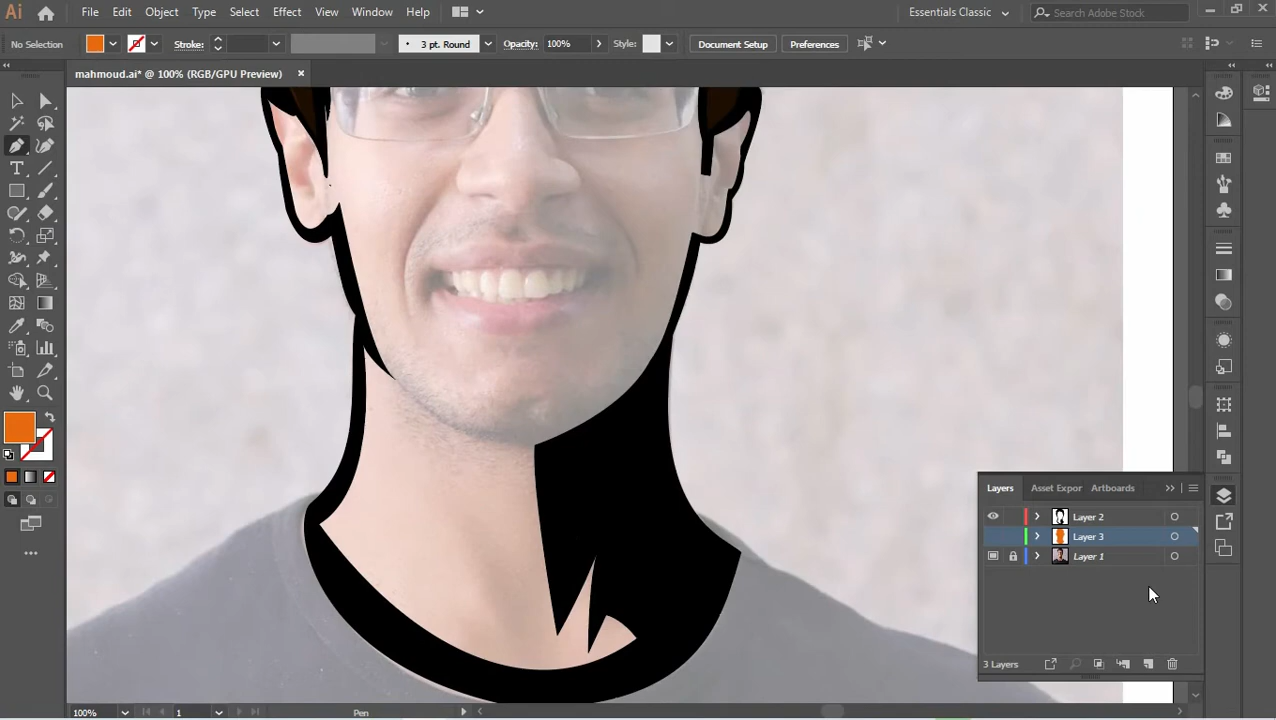 Ai File Edit Object Type Select Effect View Window Help Essentials Classic Search Adobe Stock
No Selection Stroke: 3 pt. Round Opacity: 100% Style: Document Setup Preferences
mahmoud.ai* @ 100% (RGB/GPU Preview)
Layers Asset Expor Artboards
Layer 2
Layer 3
Layer 1
3 Layers
100% 1 Pen